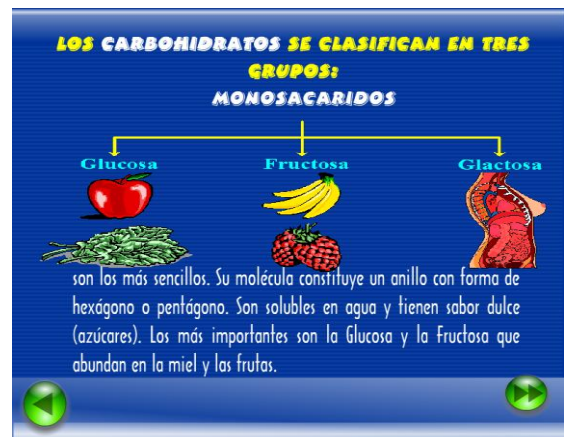 LOS CARBOHIDRATOS SE CLASIFICAN EN TRES
GRUPOS:
MONOSACARIDOS
Glucosa
Fructosa
Glactosa
son los más sencillos. Su molécula constituye un anillo con forma de
hexágono o pentágono. Son solubles en agua y tienen sabor dulce
(azúcares). Los más importantes son la Glucosa y la Fructosa que
abundan en la miel y las frutas.